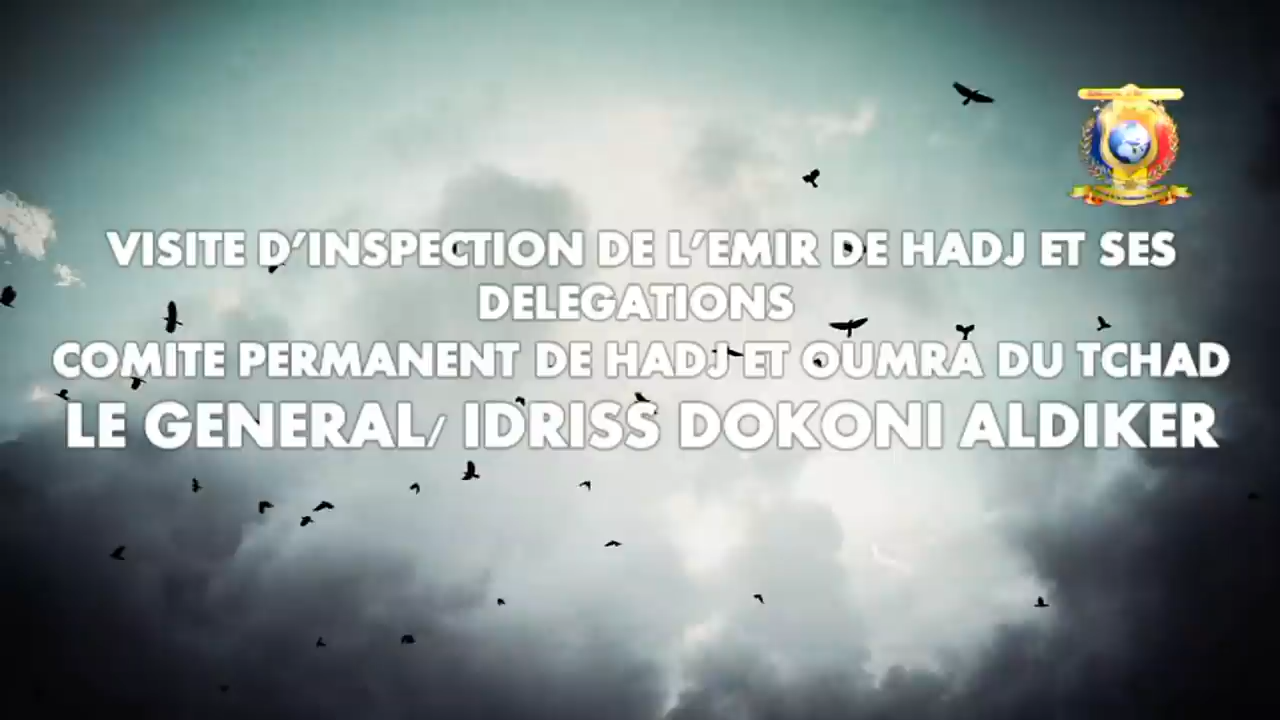 VISITE D'INSPECTION DE L'EMIR DE HADJ ET SES
DELEGATIONS
COMITE PERMANENT DE HADJ ET OUMRA DU TCHAD
LE GENERAL/ IDRISS DOKONI ALDIKER